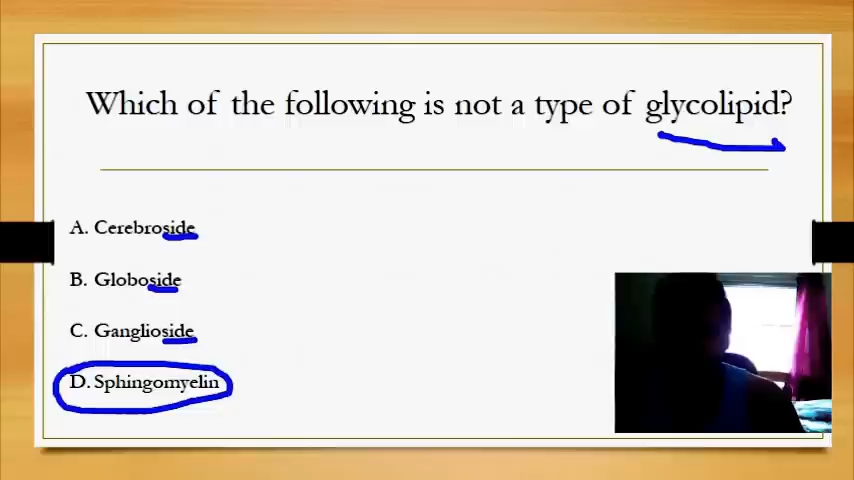 Which of the following is not a type of glycolipid?
A. Cerebroside
B. Globoside
C. Ganglioside
D. Sphingomyelin